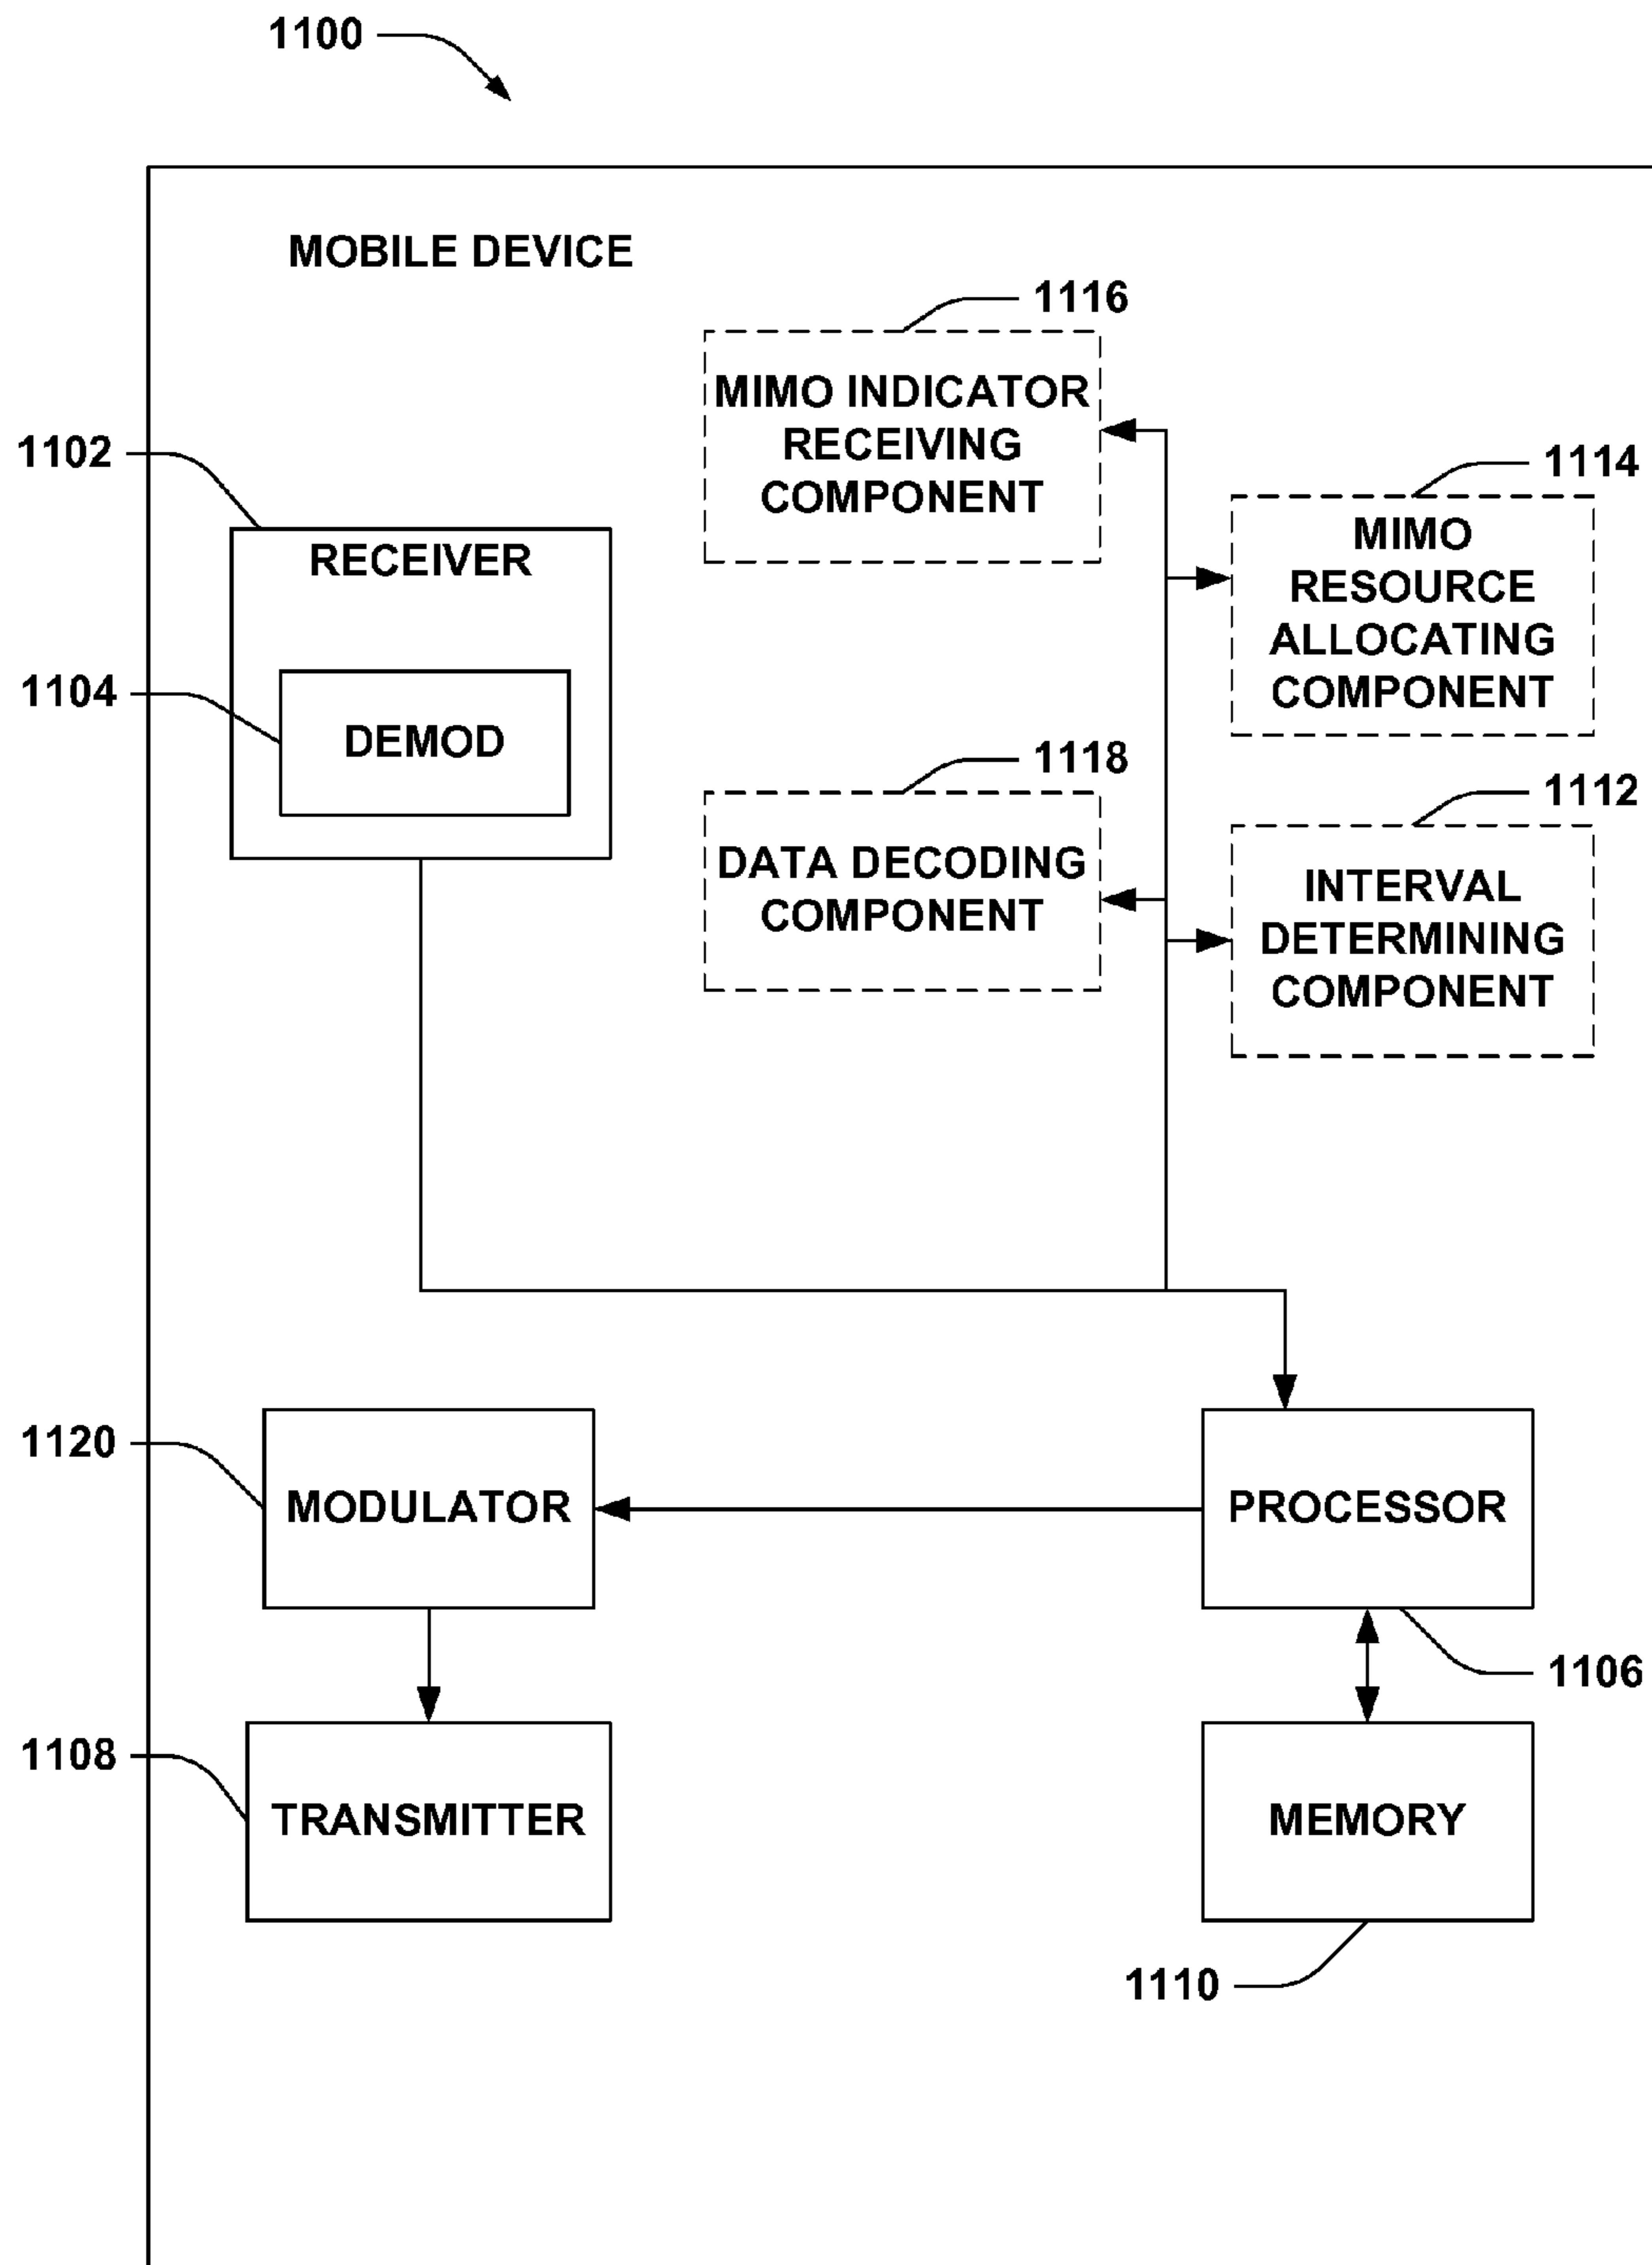 1100
MOBILE DEVICE
1116
MIMO INDICATOR
RECEIVING
COMPONENT
1102
RECEIVER
1114
MIMO
RESOURCE
ALLOCATING
COMPONENT
1104
DEMOD
1118
DATA DECODING
COMPONENT
1112
INTERVAL
DETERMINING
COMPONENT
1120
MODULATOR
PROCESSOR
1106
1108
TRANSMITTER
MEMORY
1110